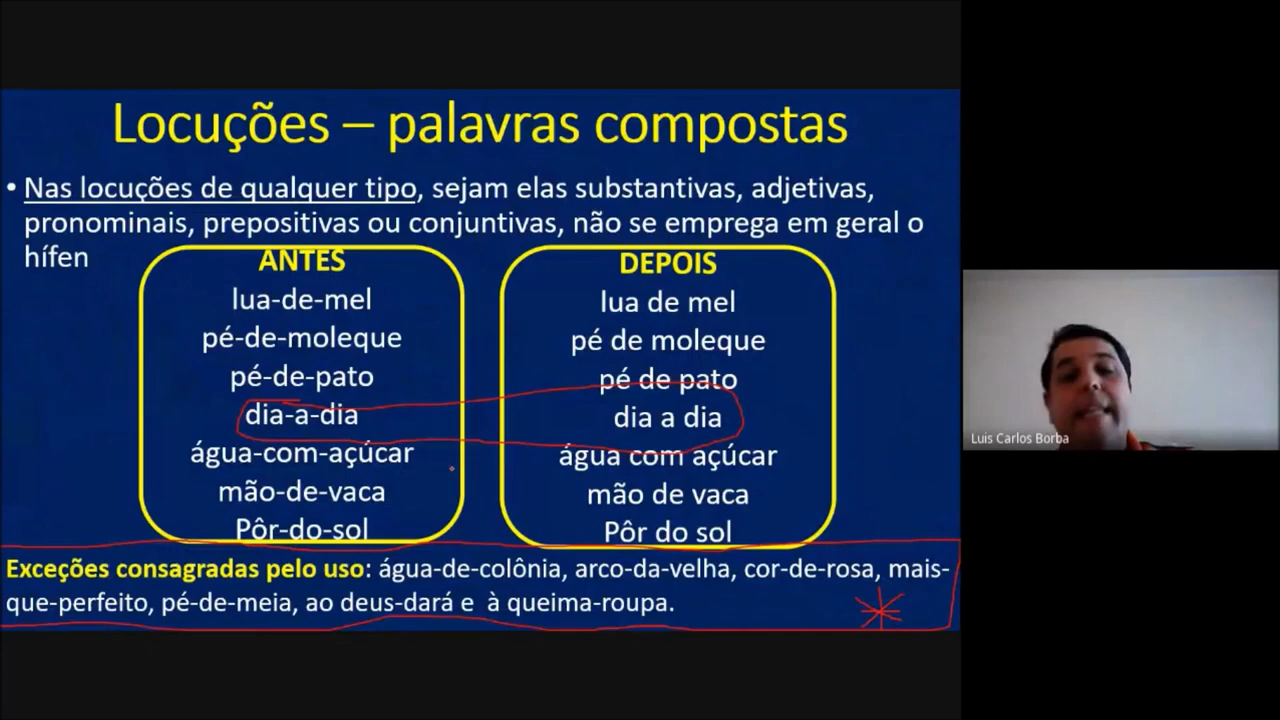 Locuções – palavras compostas
• Nas locuções de qualquer tipo, sejam elas substantivas, adjetivas,
pronominais, prepositivas ou conjuntivas, não se emprega em geral o
hífen
ANTES
lua-de-mel
pé-de-moleque
pé-de-pato
dia-a-dia
água-com-açúcar
mão-de-vaca
Pôr-do-sol
DEPOIS
lua de mel
pé de moleque
pé de pato
dia a dia
água com açúcar
mão de vaca
Pôr do sol
Exceções consagradas pelo uso: água-de-colônia, arco-da-velha, cor-de-rosa, mais-
que-perfeito, pé-de-meia, ao deus-dará e à queima-roupa.
Luis Carlos Borba